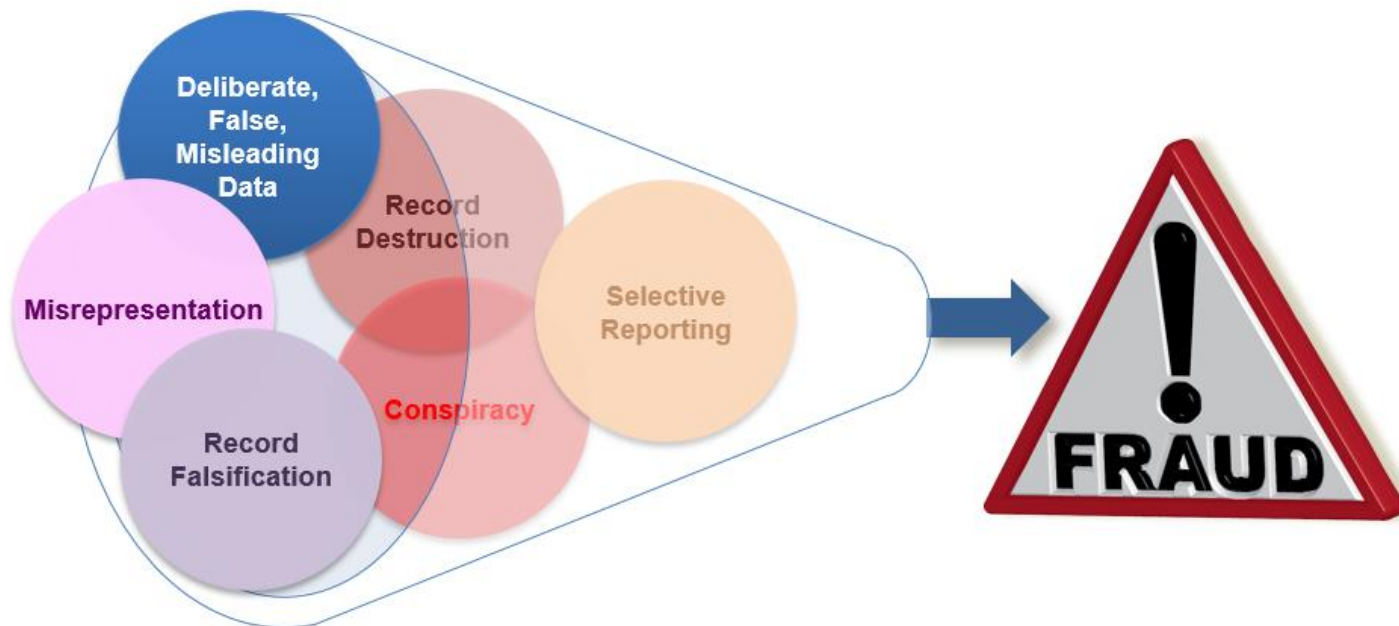 Deliberate,
False,
Misleading
Data
Record
Destruction
Misrepresentation
Selective
Reporting
Conspiracy
Record
Falsification
FRAUD